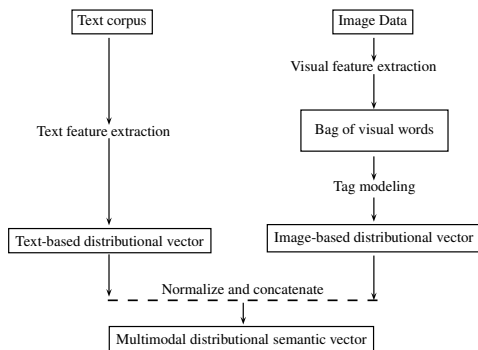 Text corpus
Image Data
Visual feature extraction
Text feature extraction
Bag of visual words
Tag modeling
Text-based distributional vector
Image-based distributional vector
Normalize and concatenate
Multimodal distributional semantic vector